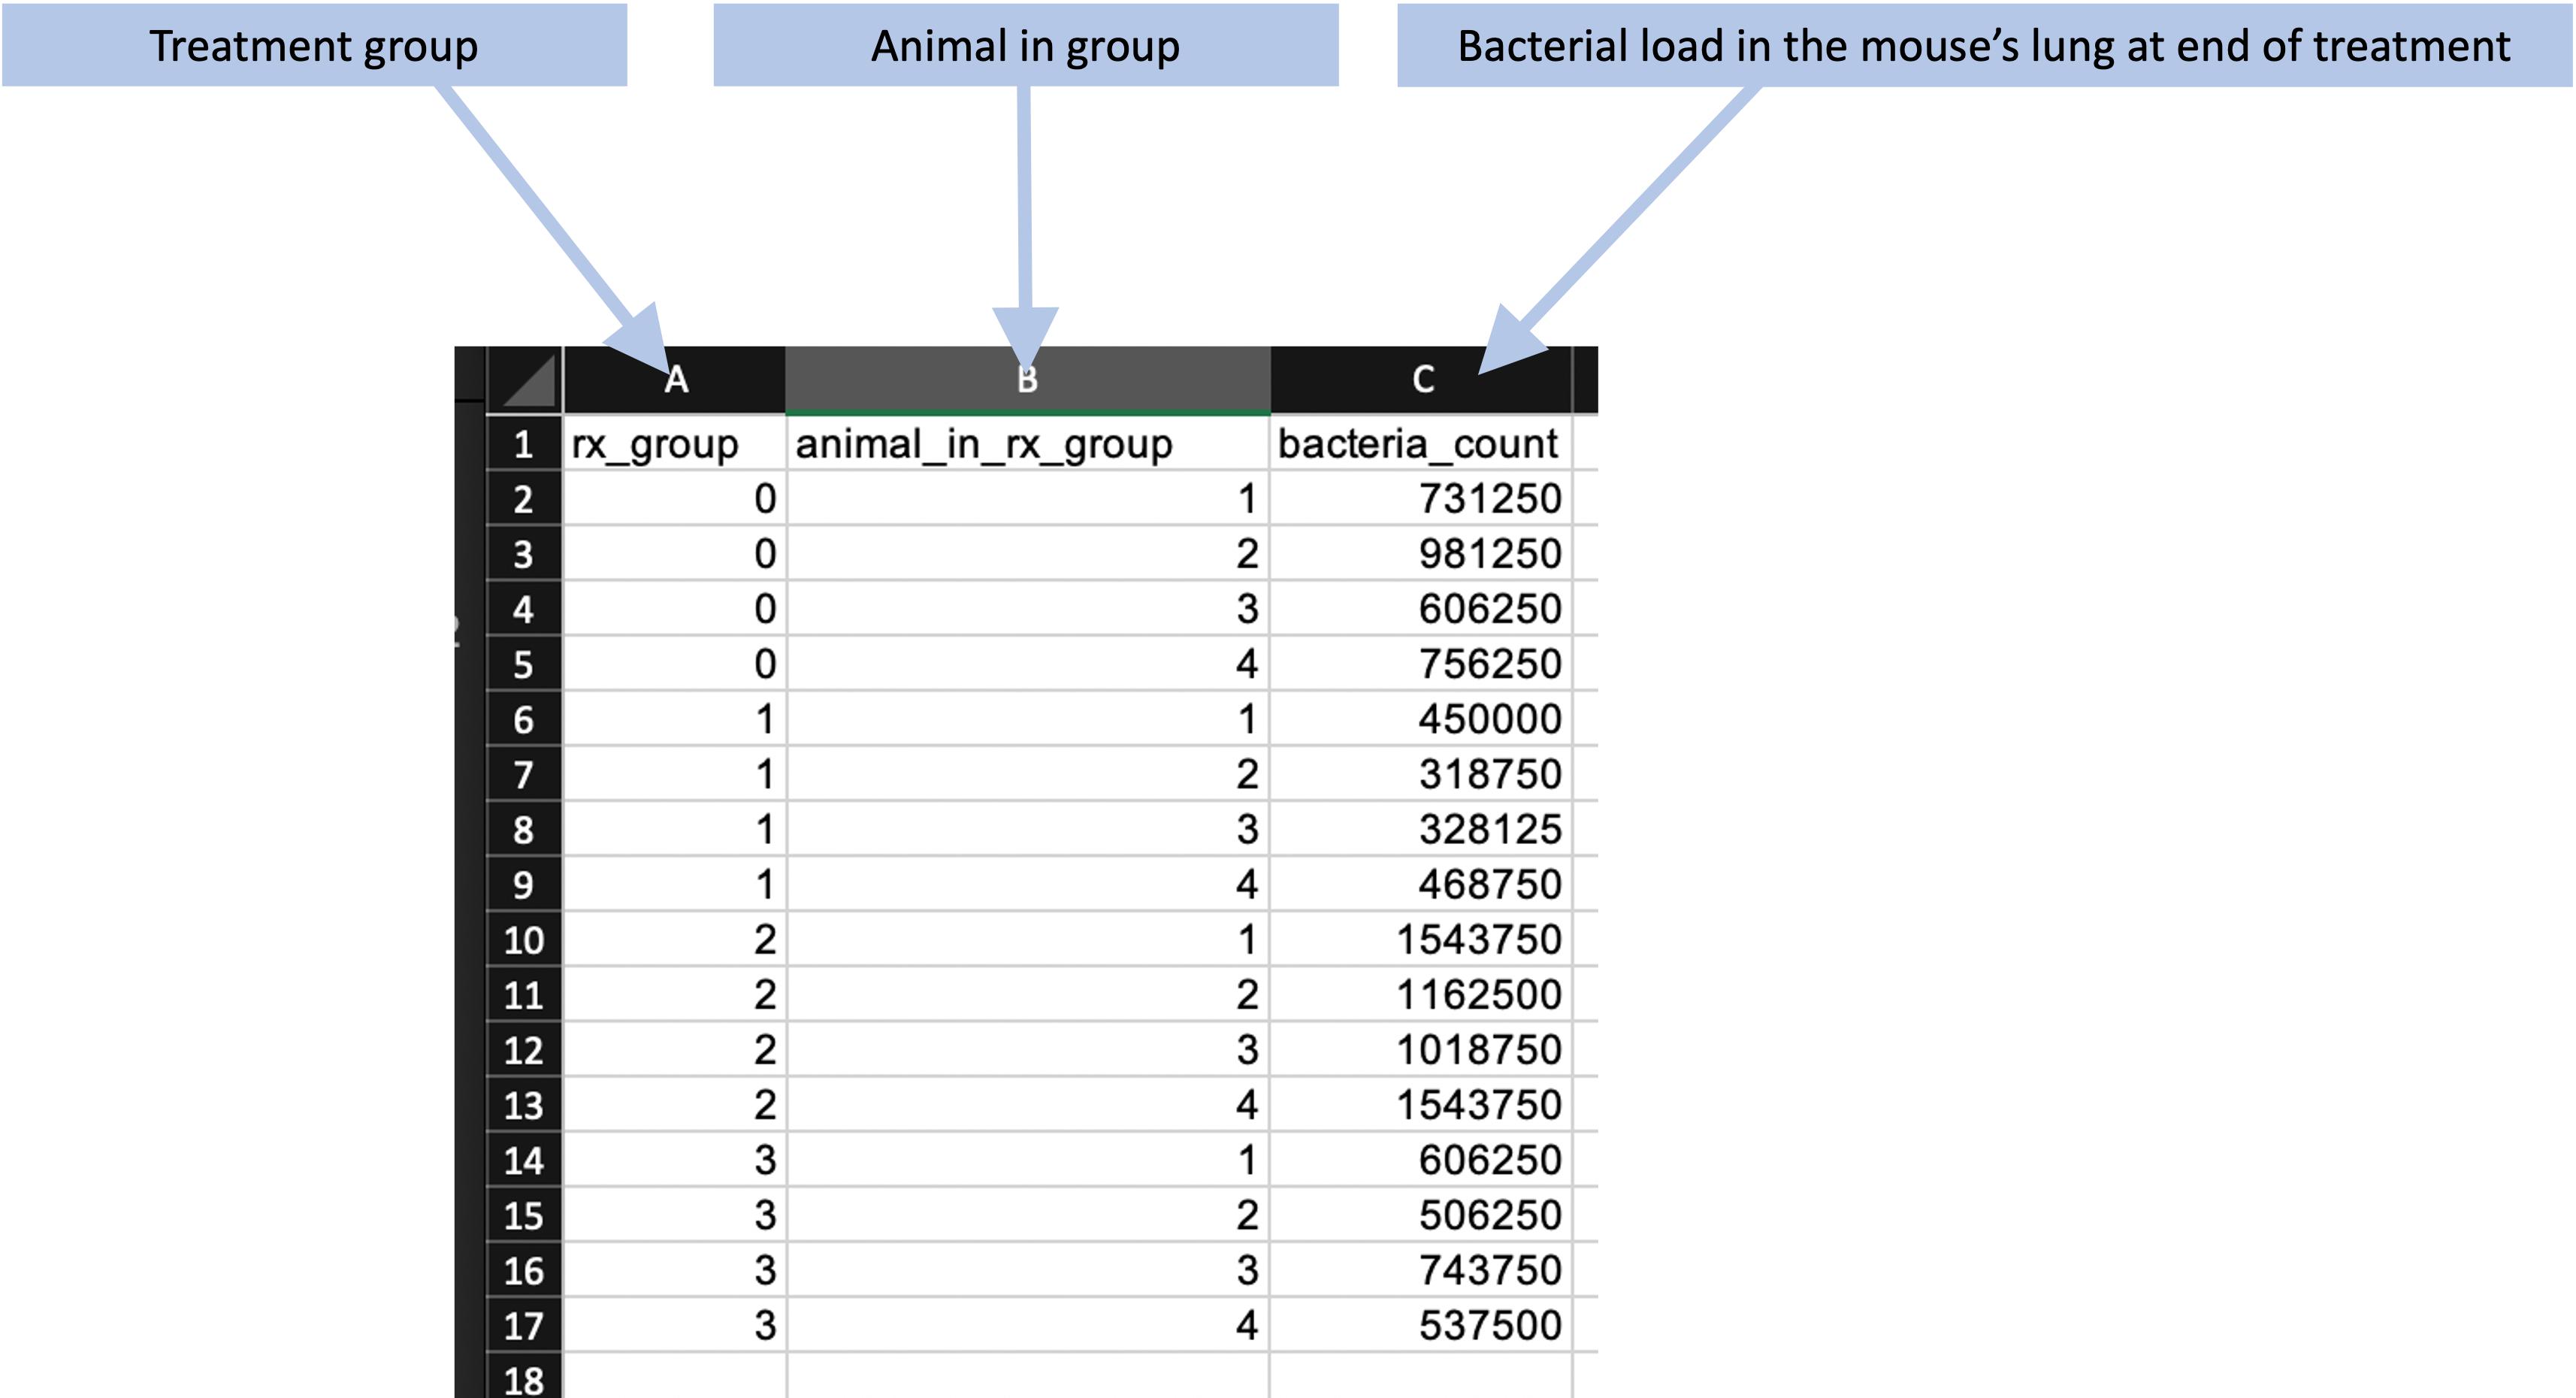 Treatment group Animal in group Bacterial load in the mouse’s lung at end of treatment
A B C
1 rx_group animal_in_rx_group bacteria_count
2 0 1 731250
3 0 2 981250
4 0 3 606250
5 0 4 756250
6 1 1 450000
7 1 2 318750
8 1 3 328125
9 1 4 468750
10 2 1 1543750
11 2 2 1162500
12 2 3 1018750
13 2 4 1543750
14 3 1 606250
15 3 2 506250
16 3 3 743750
17 3 4 537500
18